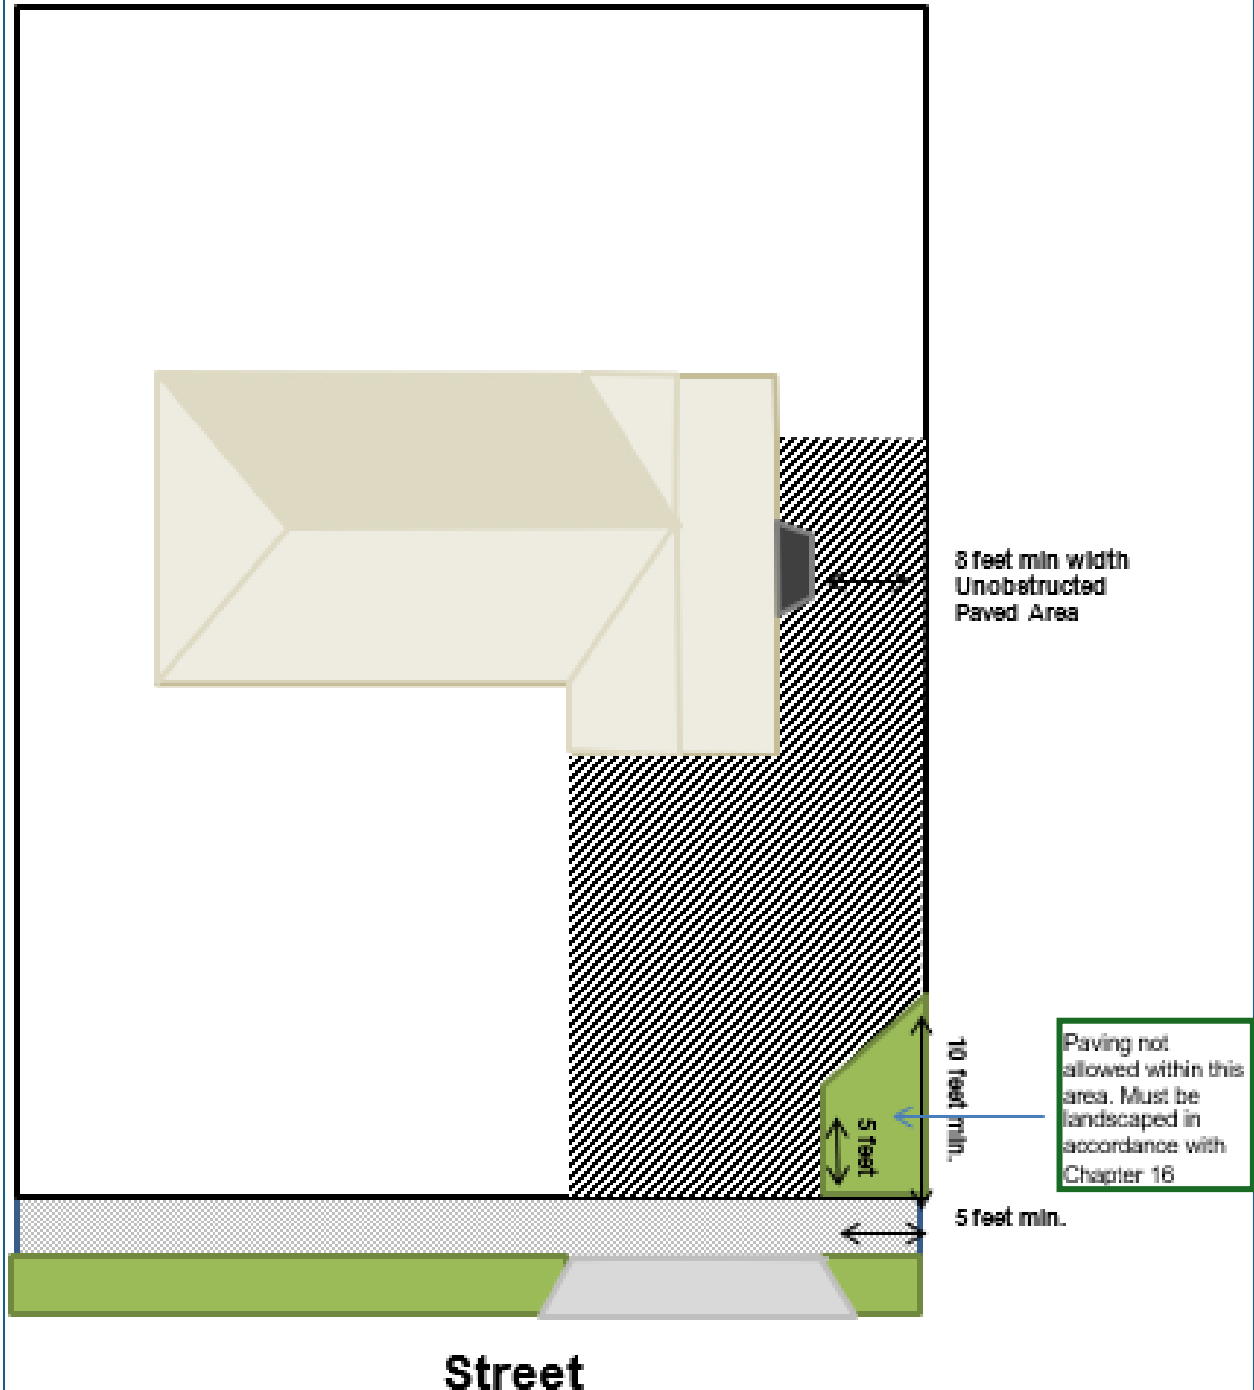 8 feet min width
Unobstructed
Paved Area
10 feet min.
Paving not
allowed within this
area. Must be
landscaped in
accordance with
Chapter 16
5 feet
5 feet min.
Street